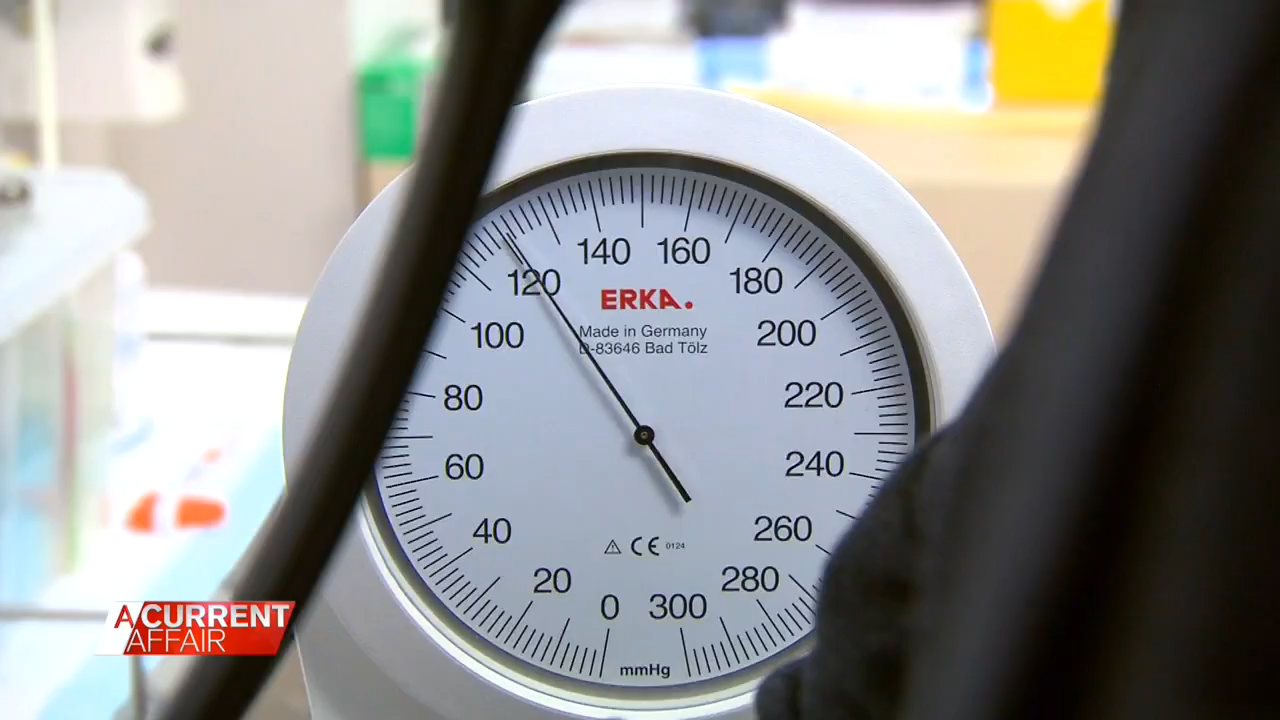 140 160
120 180
ERKA.
Made in Germany
D-83646 Bad Tölz
100 200
80 220
60 240
40 260
20 280
0 300
0124
mmHg
A CURRENT
AFFAIR